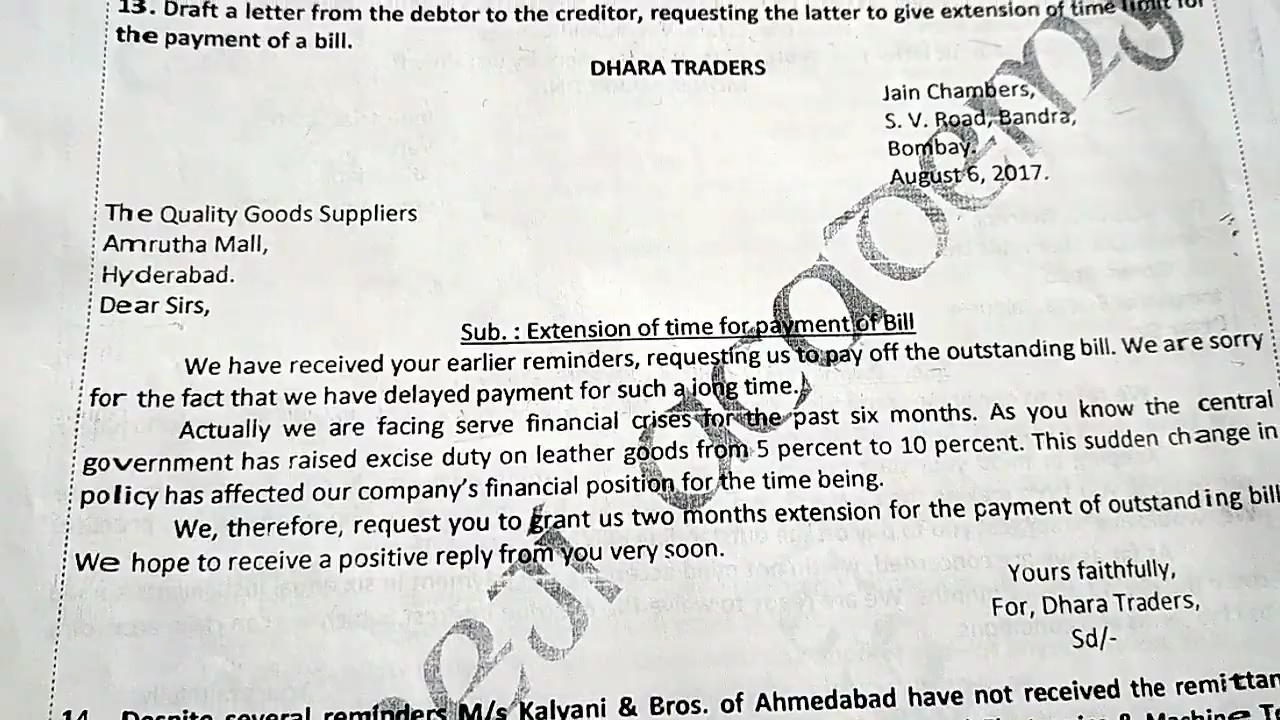 13. Draft a letter from the debtor to the creditor, requesting the latter to give extension of time limit for
the payment of a bill.
DHARA TRADERS
Jain Chambers,
S. V. Road, Bandra,
Bombay.
August 6, 2017.
The Quality Goods Suppliers
Amrutha Mall,
Hyderabad.
Dear Sirs,
Sub. : Extension of time for payment of Bill
We have received your earlier reminders, requesting us to pay off the outstanding bill. We are sorry
for the fact that we have delayed payment for such a long time.
Actually we are facing serve financial crises for the past six months. As you know the central
government has raised excise duty on leather goods from 5 percent to 10 percent. This sudden change in
policy has affected our company's financial position for the time being.
We, therefore, request you to grant us two months extension for the payment of outstanding bill
We hope to receive a positive reply from you very soon.
Yours faithfully,
For, Dhara Traders,
Sd/-
14. Despite several reminders M/s Kalvani & Bros. of Ahmedabad have not received the remittan